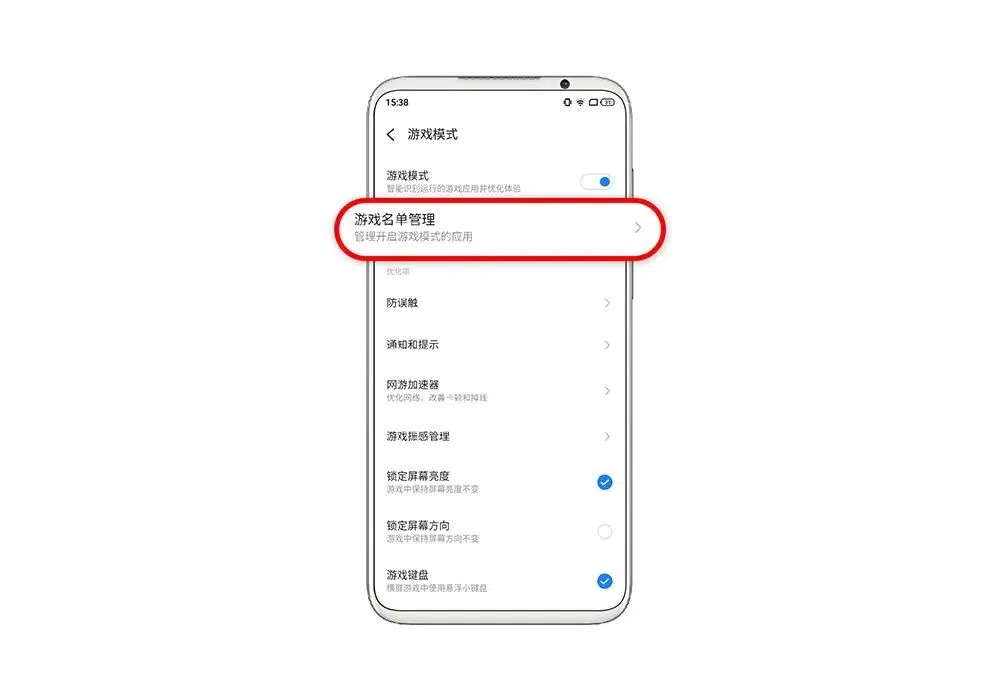 15:38
31
游戏模式
游戏模式
智能识别运行的游戏应用并优化体验
游戏名单管理
管理开启游戏模式的应用
优化项
防误触
通知和提示
网游加速器
优化网络，改善卡顿和掉线
游戏振感管理
锁定屏幕亮度
游戏中保持屏幕亮度不变
锁定屏幕方向
游戏中保持屏幕方向不变
游戏键盘
横屏游戏中使用悬浮小键盘